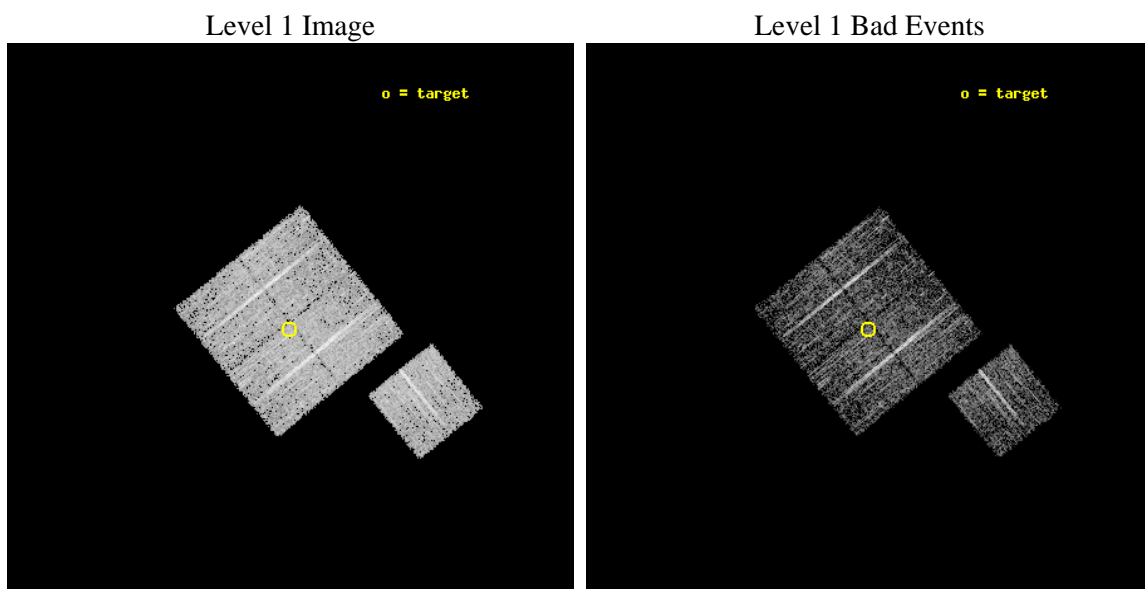 Level 1 Image
Level 1 Bad Events
o = target
o = target